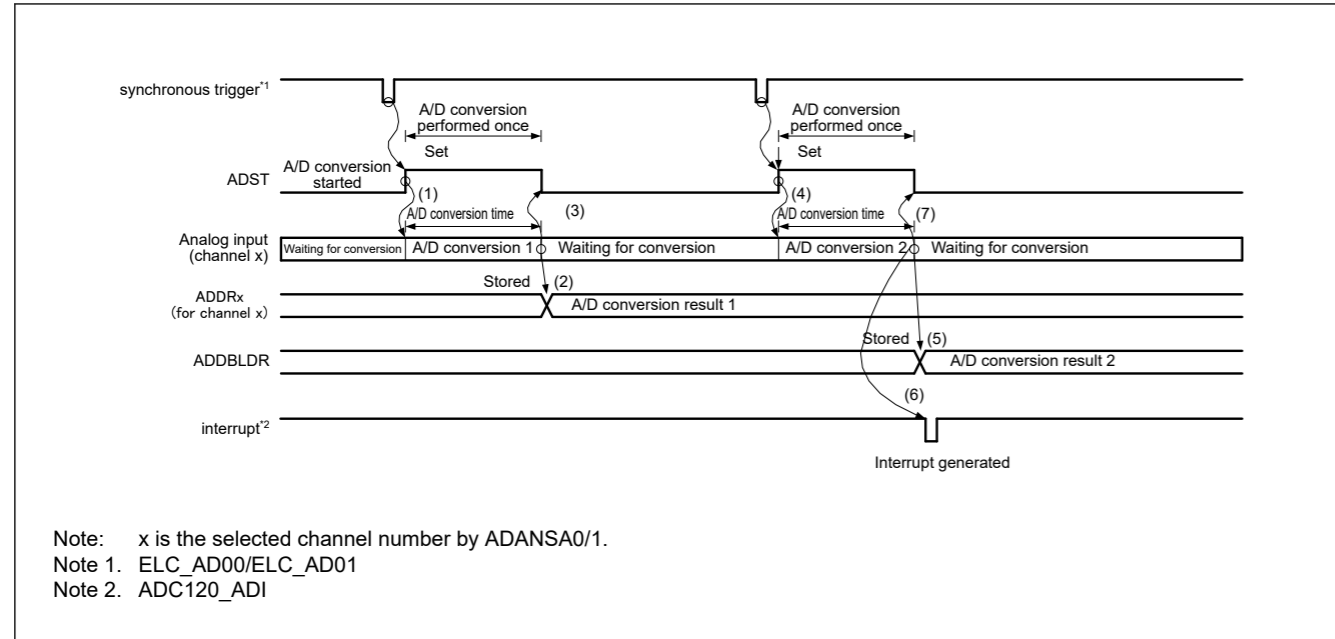 synchronous trigger*1
A/D conversion
performed once
A/D conversion
performed once
Set
Set
ADST
A/D conversion
started
(1)
(4)
A/D conversion time
(3)
A/D conversion time
(7)
Analog input
(channel x)
Waiting for conversion
A/D conversion 1
Waiting for conversion
A/D conversion 2
Waiting for conversion
Stored
(2)
ADDRx
(for channel x)
A/D conversion result 1
Stored
(5)
ADDBLDR
A/D conversion result 2
(6)
interrupt*2
Interrupt generated
Note: x is the selected channel number by ADANSA0/1.
Note 1. ELC_AD00/ELC_AD01
Note 2. ADC120_ADI